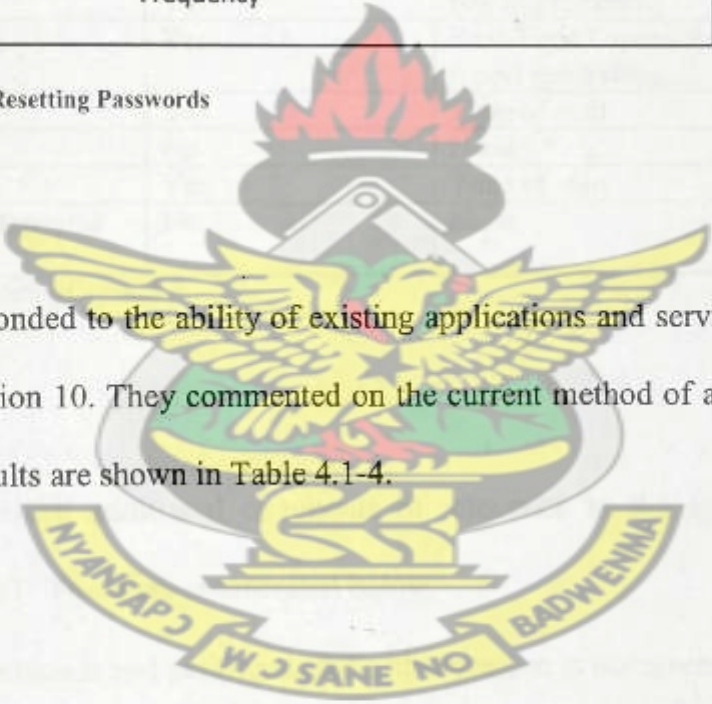 Resetting Passwords
onded to the ability of existing applications and serv
ion 10. They commented on the current method of a
ults are shown in Table 4.1-4.
NYANSAPƆ WƆ SANE NO BADWENMA